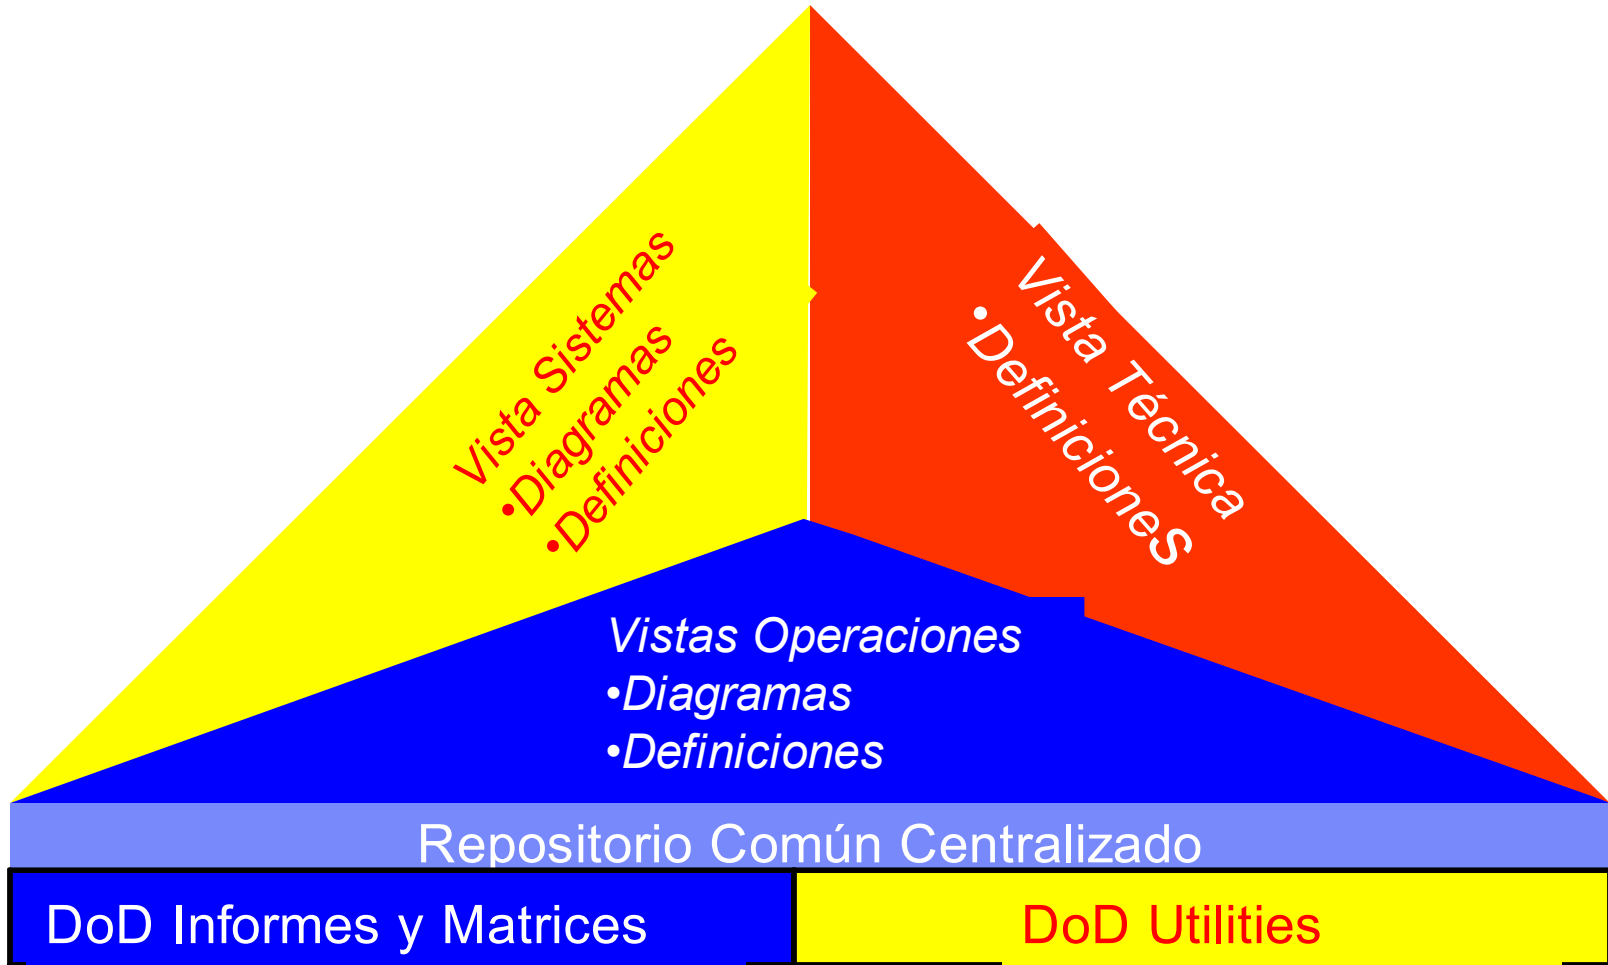 Vista Sistemas
•Diagramas
•Definiciones
Vista Técnica
•DefinicioneS
Vistas Operaciones
•Diagramas
•Definiciones
Repositorio Común Centralizado
DoD Informes y Matrices
DoD Utilities